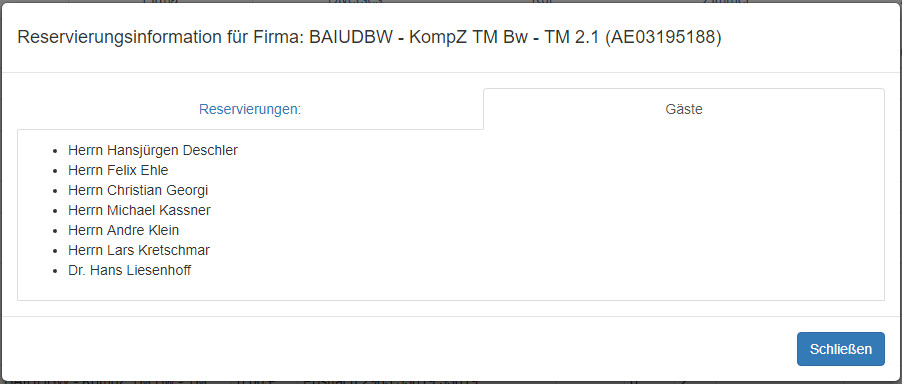 Reservierungsinformation für Firma: BAIUDBW - KompZ TM Bw - TM 2.1 (AE03195188)
Reservierungen:
Gäste
Herrn Hansjürgen Deschler
Herrn Felix Ehle
Herrn Christian Georgi
Herrn Michael Kassner
Herrn Andre Klein
Herrn Lars Kretschmar
Dr. Hans Liesenhoff
Schließen